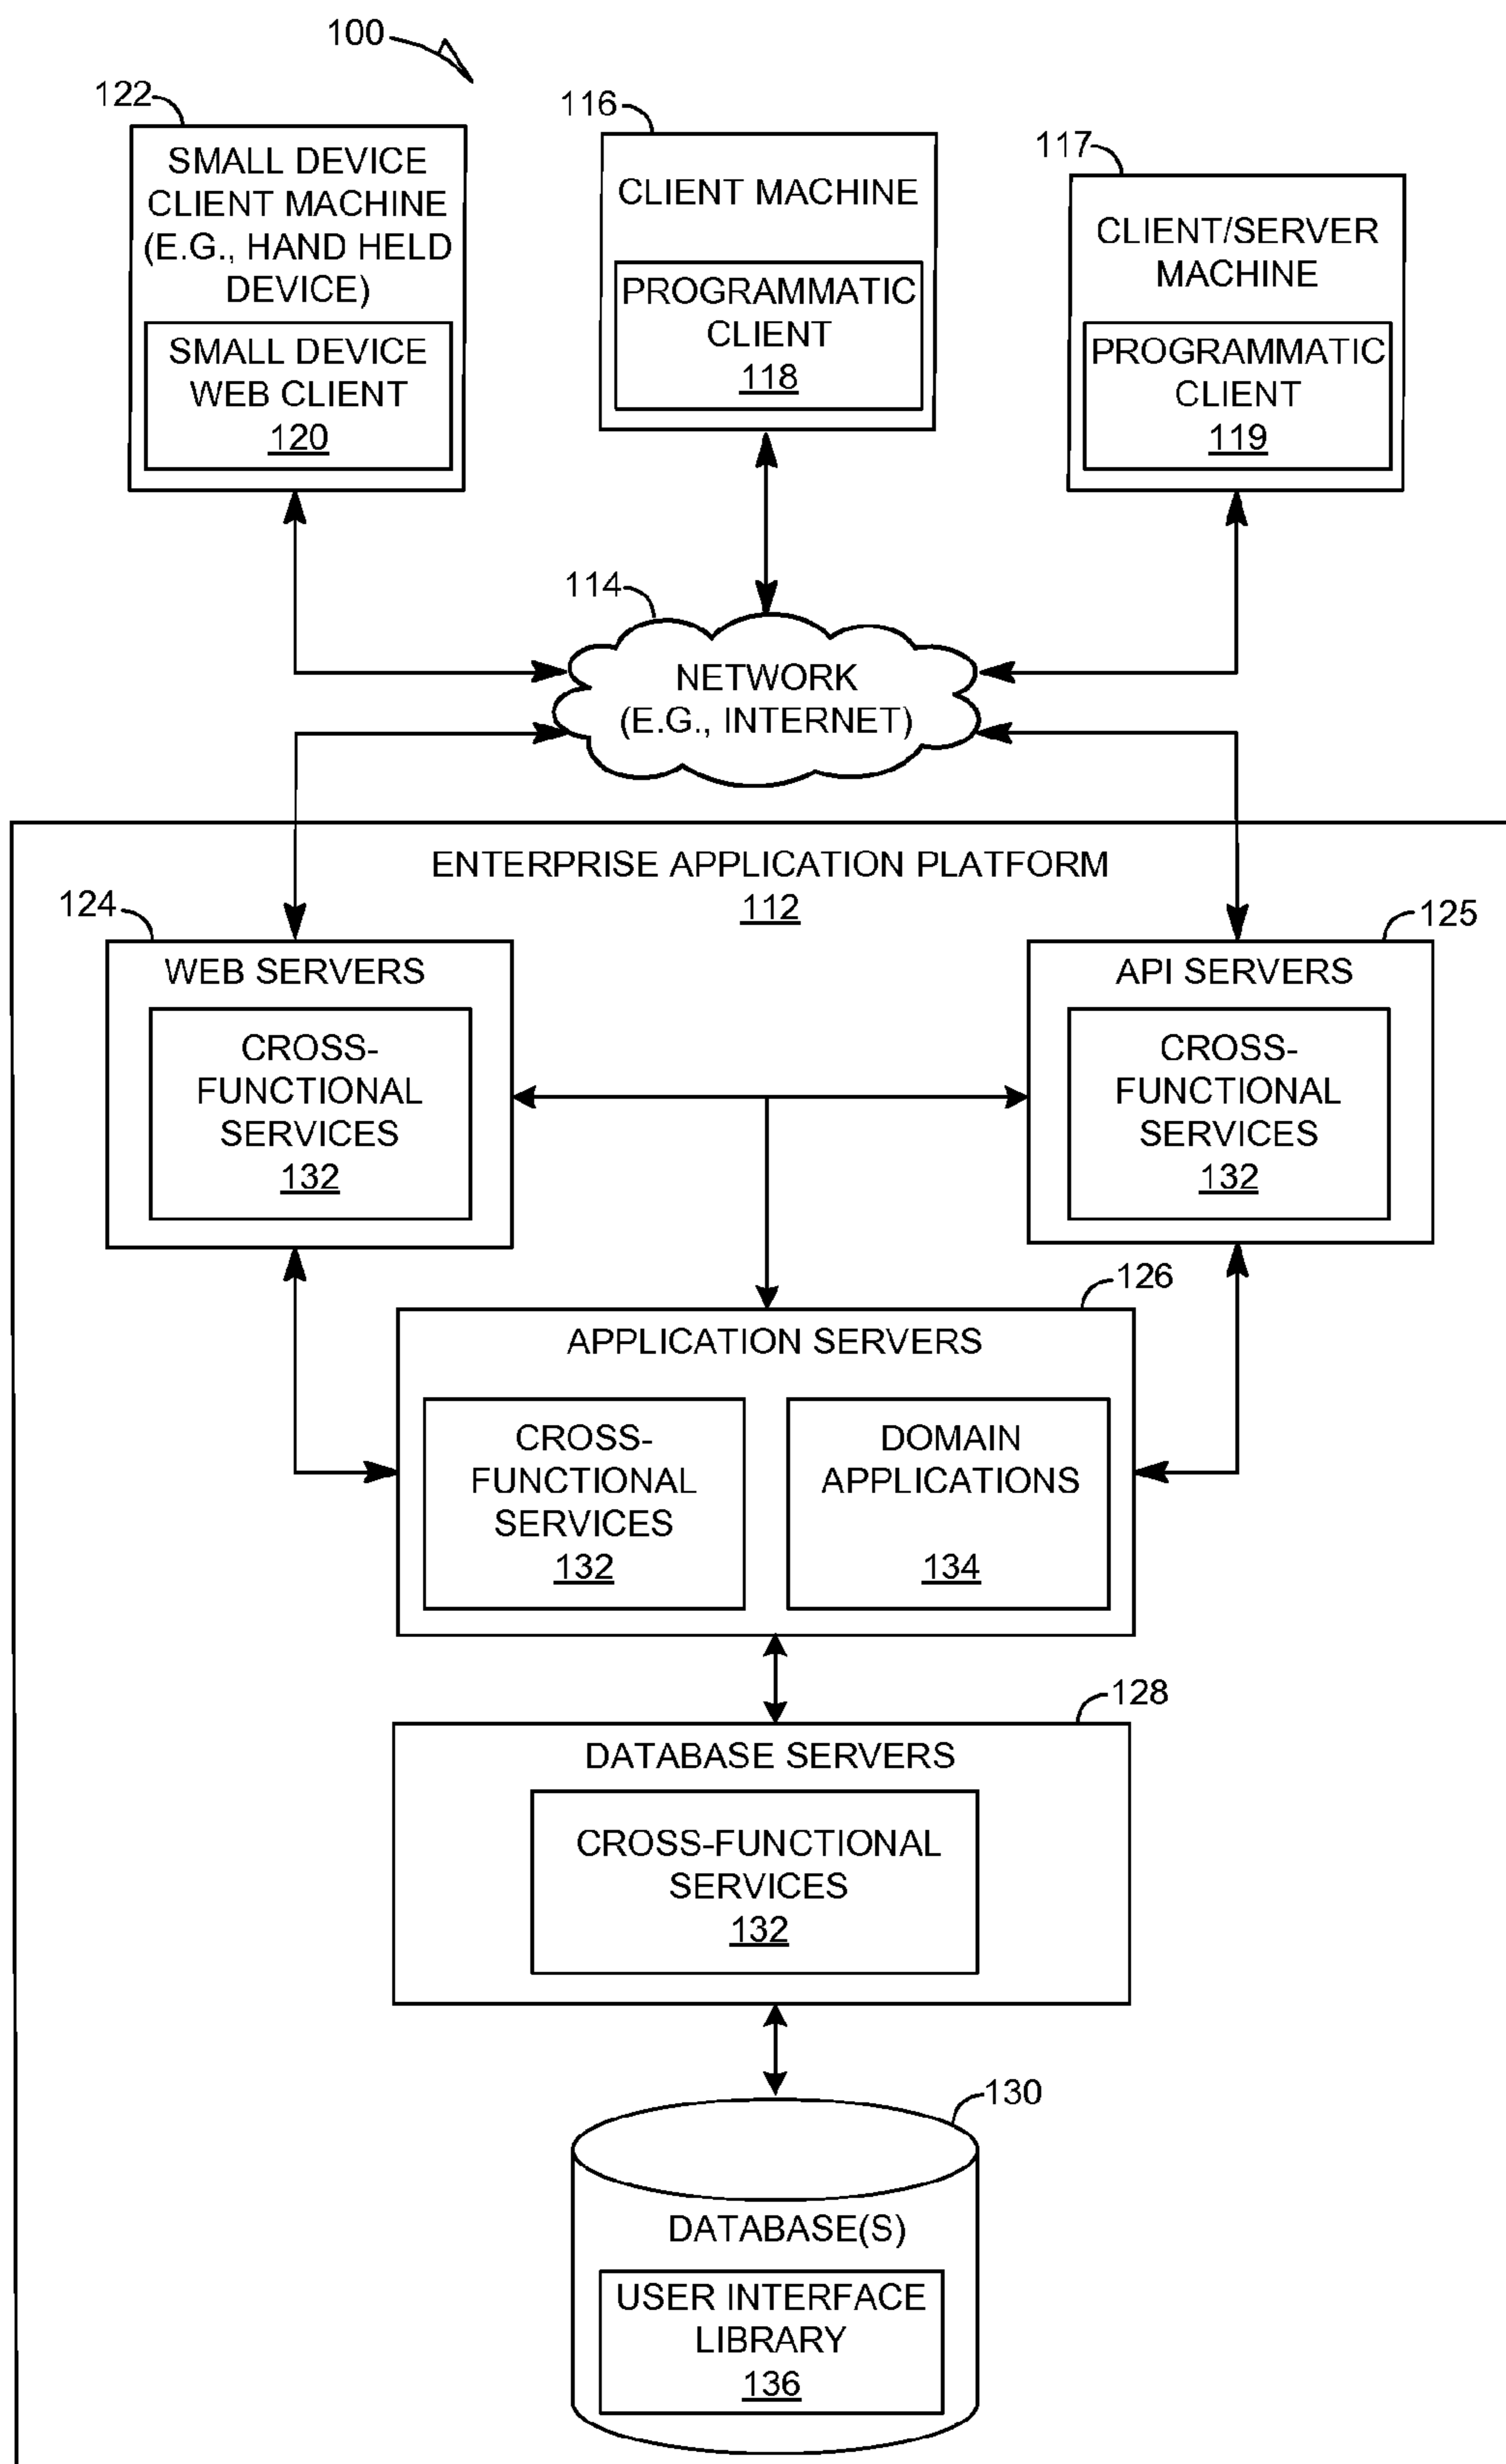 100
122
SMALL DEVICE
CLIENT MACHINE
(E.G., HAND HELD
DEVICE)
SMALL DEVICE
WEB CLIENT
120
116
CLIENT MACHINE
PROGRAMMATIC
CLIENT
118
117
CLIENT/SERVER
MACHINE
PROGRAMMATIC
CLIENT
119
114
NETWORK
(E.G., INTERNET)
ENTERPRISE APPLICATION PLATFORM
112
124
WEB SERVERS
CROSS-
FUNCTIONAL
SERVICES
132
125
API SERVERS
CROSS-
FUNCTIONAL
SERVICES
132
126
APPLICATION SERVERS
CROSS-
FUNCTIONAL
SERVICES
132
DOMAIN
APPLICATIONS
134
128
DATABASE SERVERS
CROSS-FUNCTIONAL
SERVICES
132
130
DATABASE(S)
USER INTERFACE
LIBRARY
136